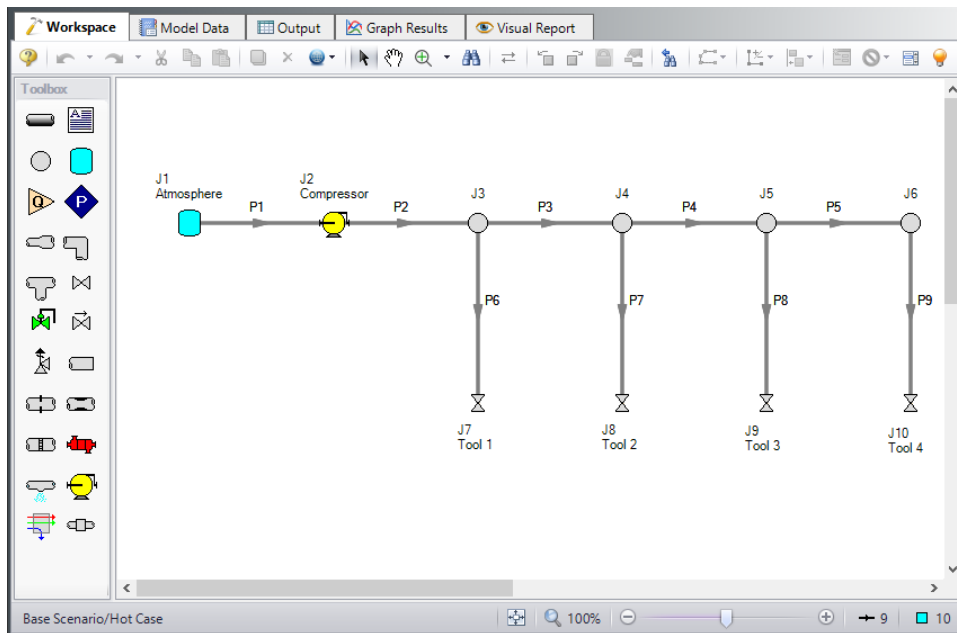 Workspace Model Data Output Graph Results Visual Report
Toolbox
A
Q P
J1 J2 J3 J4 J5 J6
Atmosphere Compressor
P1 P2 P3 P4 P5
P6 P7 P8 P9
J7 J8 J9 J10
Tool 1 Tool 2 Tool 3 Tool 4
Base Scenario/Hot Case 100% 9 10